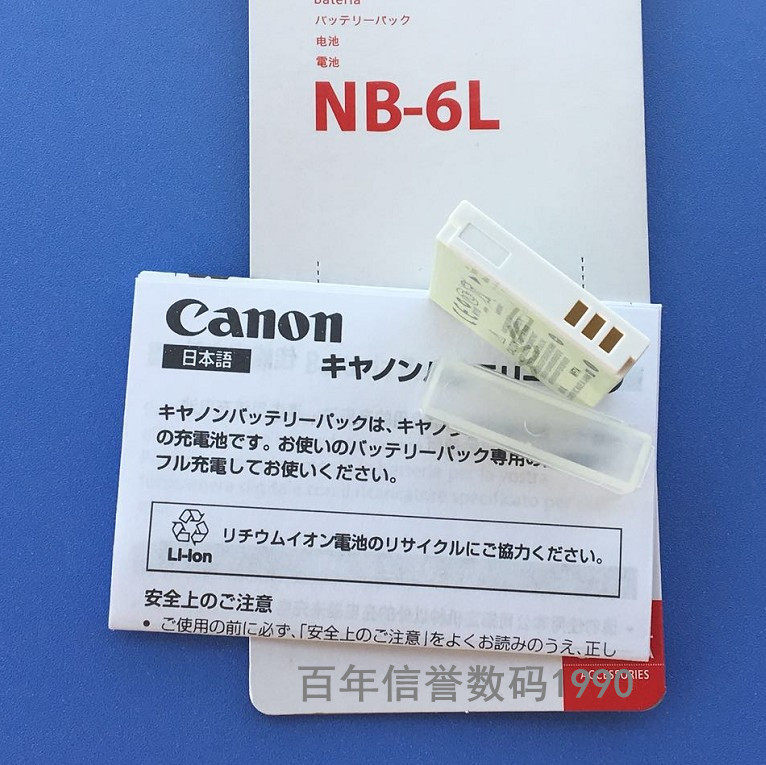 bateria
バッテリーパック
电池
電池
NB-6L
Canon
日本語
キヤノン
キヤノンバッテリーパックは、キヤノン
の充電池です。お使いのバッテリーパック専用の
フル充電してお使いください。
Li-ion
リチウムイオン電池のリサイクルにご協力ください。
安全上のご注意
• ご使用の前に必ず、「安全上のご注意」をよくお読みのうえ、正し
ACCESSORIES
百年信誉数码1990